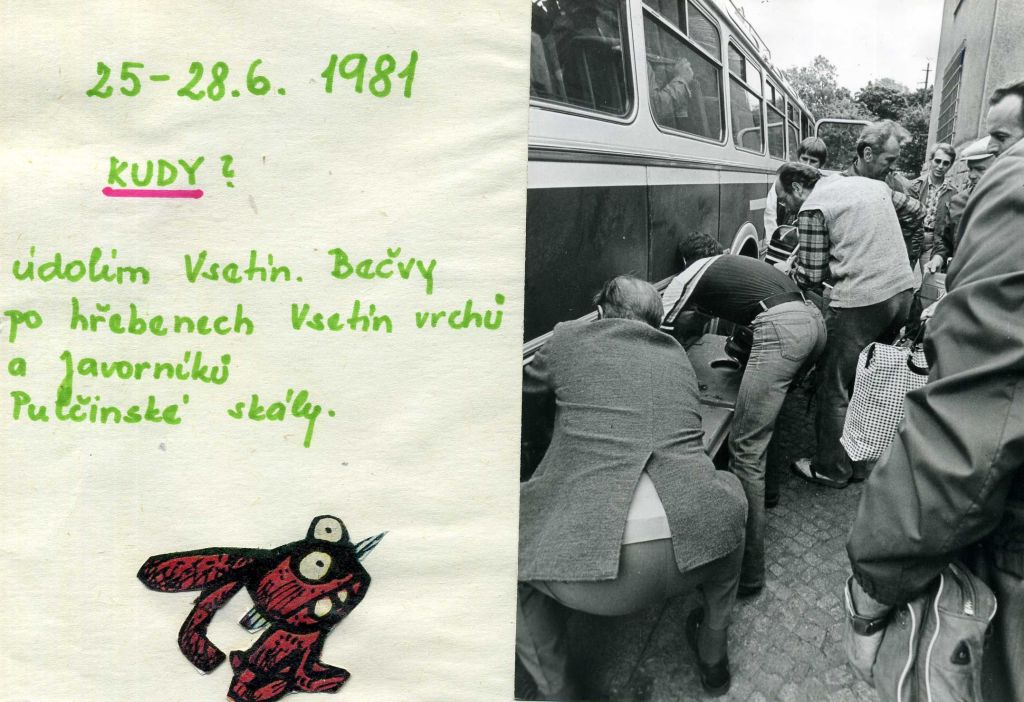 25-28.6. 1981
KUDY?
údolím Vsetín. Bečvy
po hřebenech Vsetín vrchů
a Javorníků
Pulčinské skály.